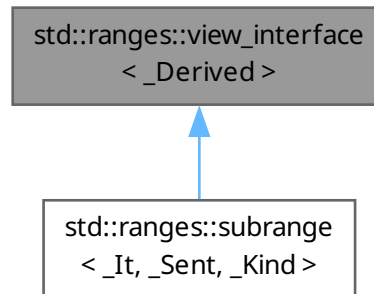 std::ranges::view_interface
< _Derived >
std::ranges::subrange
< _It, _Sent, _Kind >